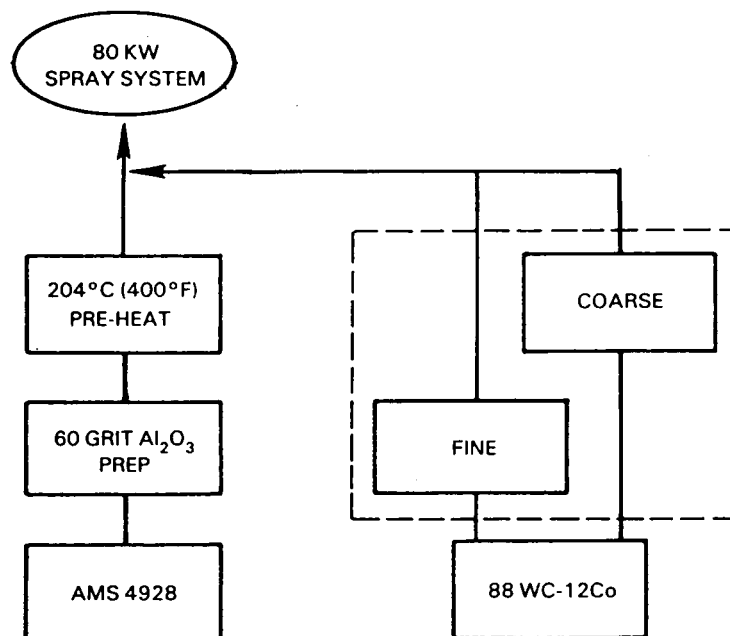 80 KW
SPRAY SYSTEM
204°C (400°F)
PRE-HEAT
COARSE
60 GRIT Al₂O₃
PREP
FINE
AMS 4928
88 WC-12Co